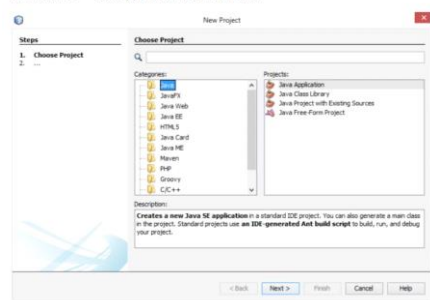 New Project
Steps
1. Choose Project
2. ...
Choose Project
Categories:
Java
JavaFX
Java Web
Java EE
HTML5
Java Card
Java ME
Maven
PHP
Groovy
C/C++
Projects:
Java Application
Java Class Library
Java Project with Existing Sources
Java Free-Form Project
Description:
Creates a new Java SE application in a standard IDE project. You can also generate a main class
in the project. Standard projects use an IDE-generated Ant build script to build, run, and debug
your project.
< Back
Next >
Finish
Cancel
Help